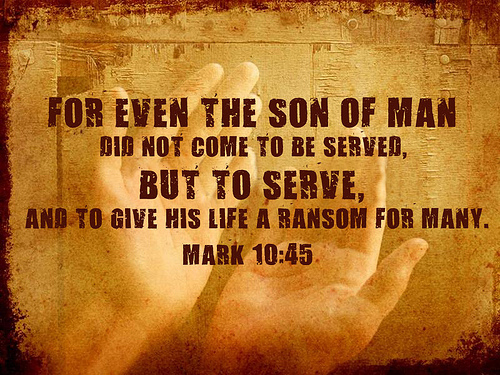 FOR EVEN THE SON OF MAN
DID NOT COME TO BE SERVED,
BUT TO SERVE,
AND TO GIVE HIS LIFE A RANSOM FOR MANY.
MARK 10:45